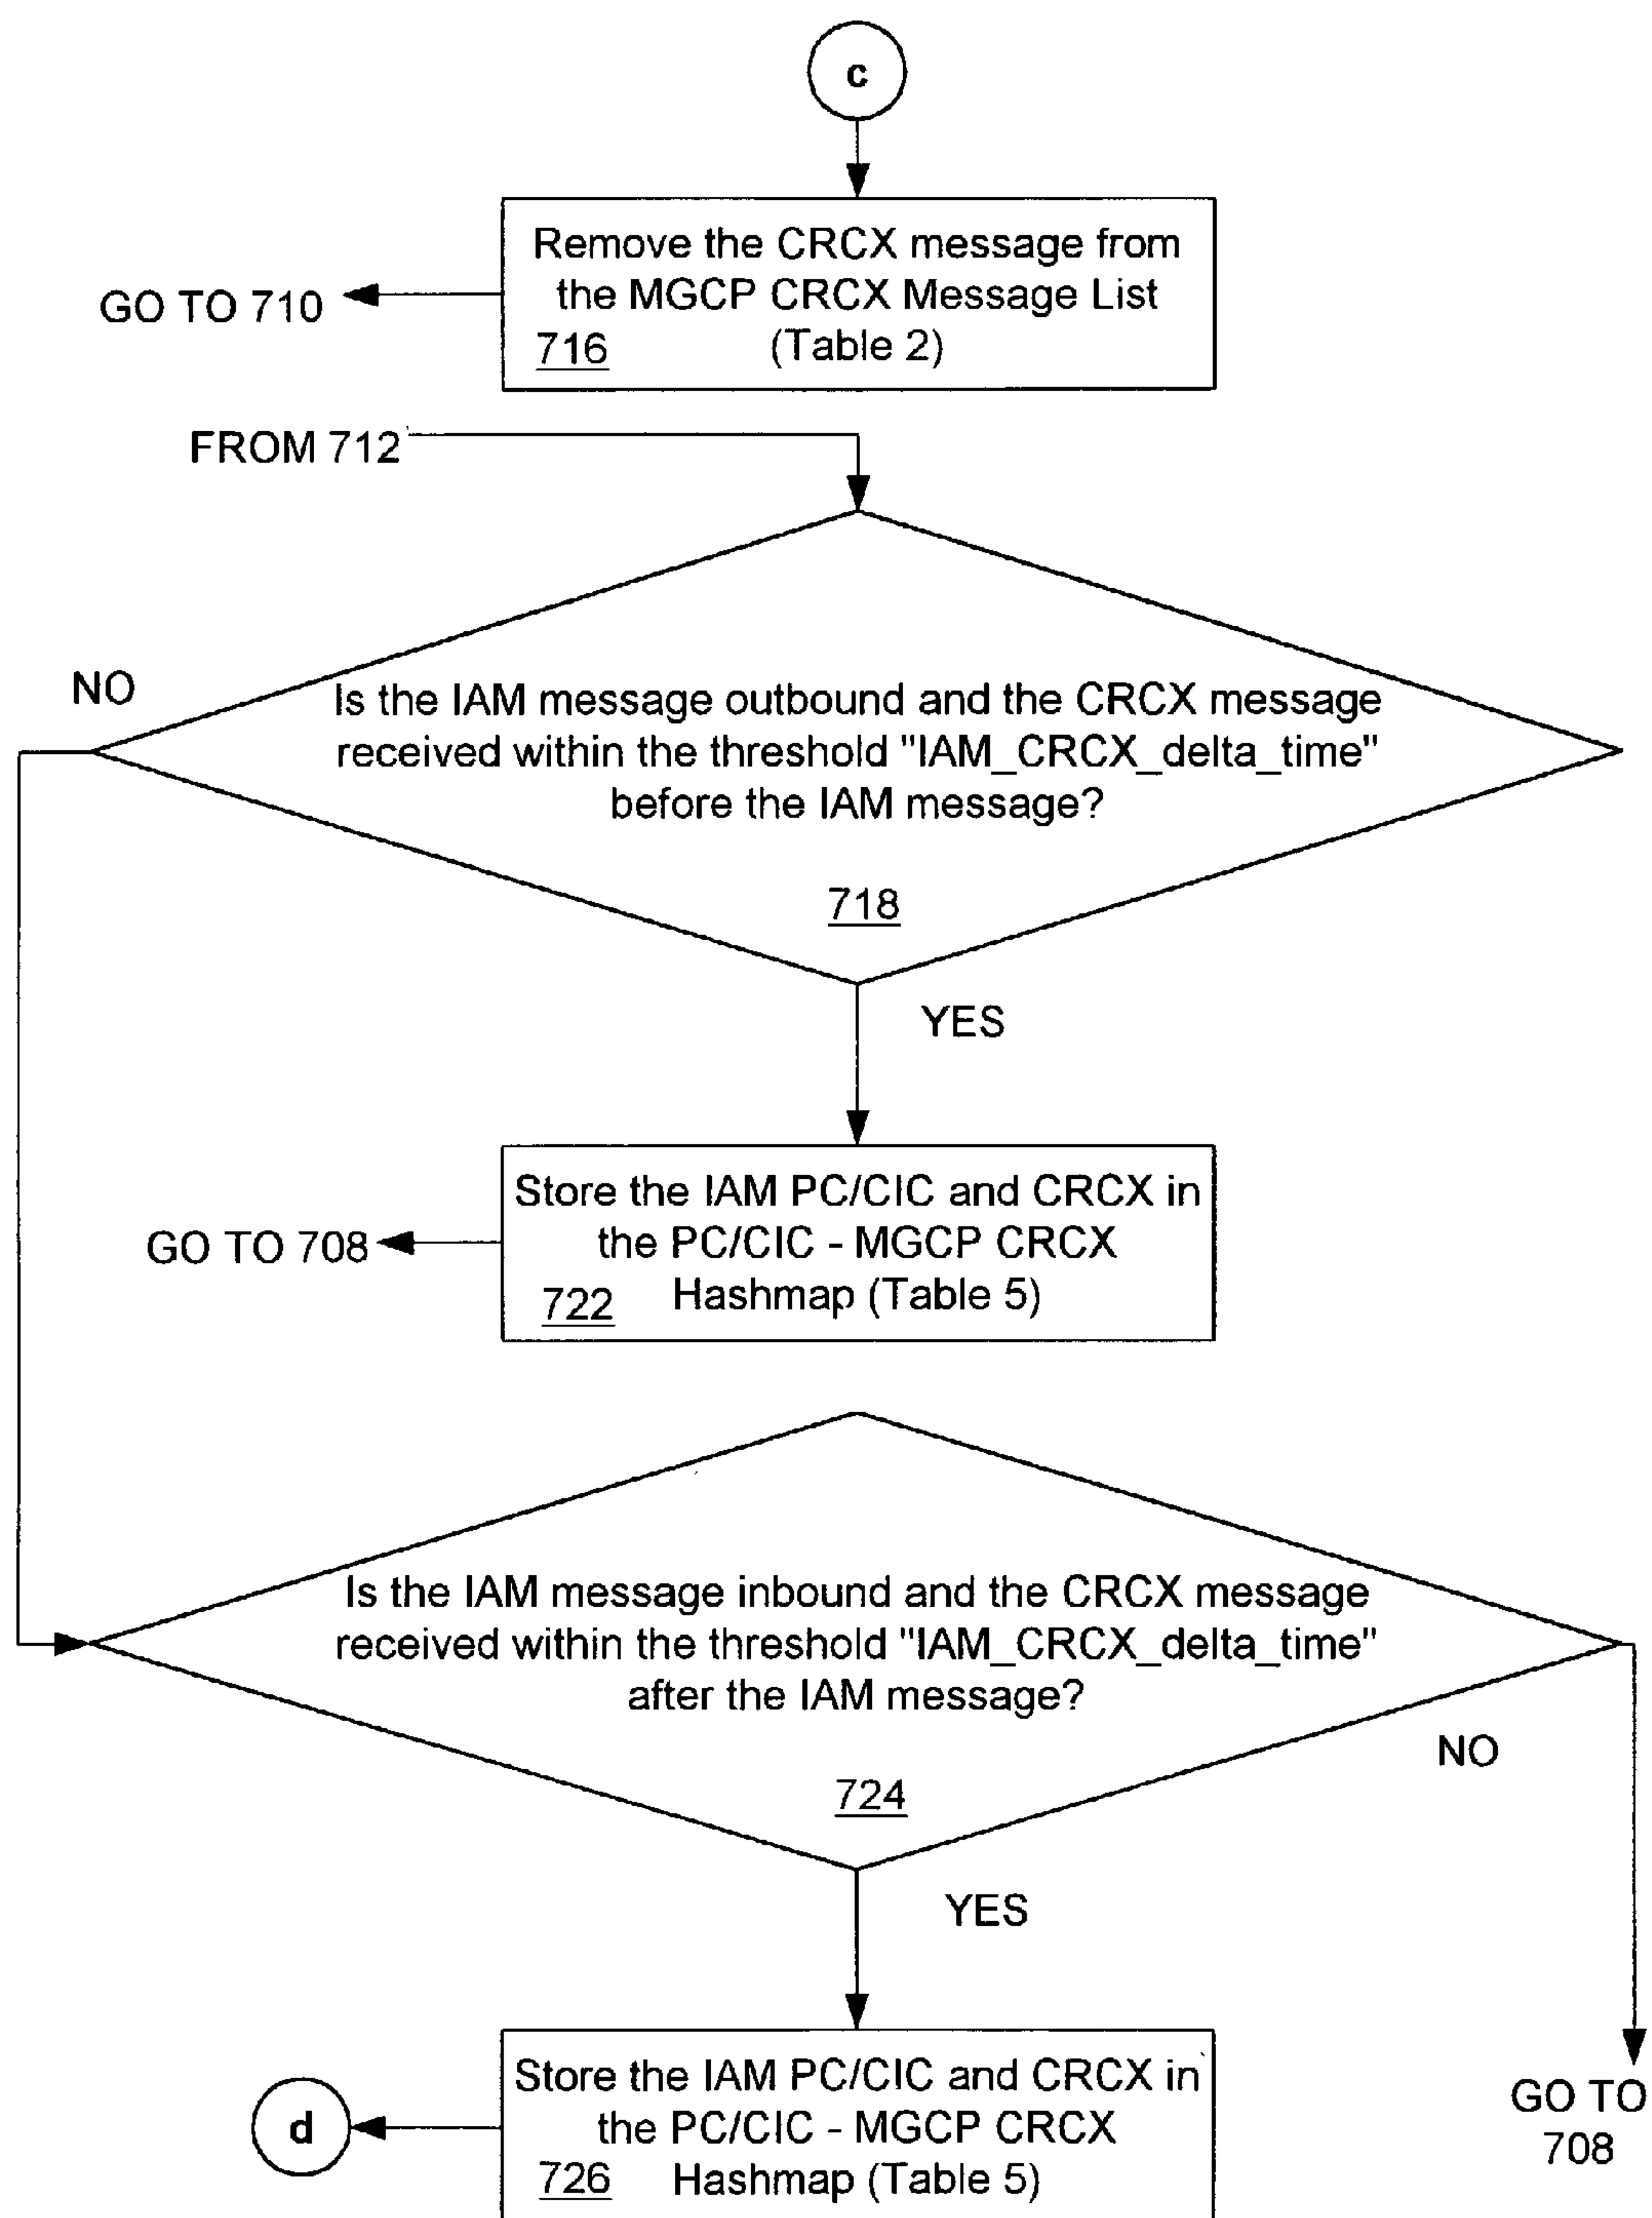 c
Remove the CRCX message from
the MGCP CRCX Message List
(Table 2)
716
GO TO 710
FROM 712
NO
Is the IAM message outbound and the CRCX message
received within the threshold "IAM_CRCX_delta_time"
before the IAM message?
718
YES
Store the IAM PC/CIC and CRCX in
the PC/CIC - MGCP CRCX
Hashmap (Table 5)
722
GO TO 708
Is the IAM message inbound and the CRCX message
received within the threshold "IAM_CRCX_delta_time"
after the IAM message?
724
NO
YES
Store the IAM PC/CIC and CRCX in
the PC/CIC - MGCP CRCX
Hashmap (Table 5)
726
d
GO TO
708